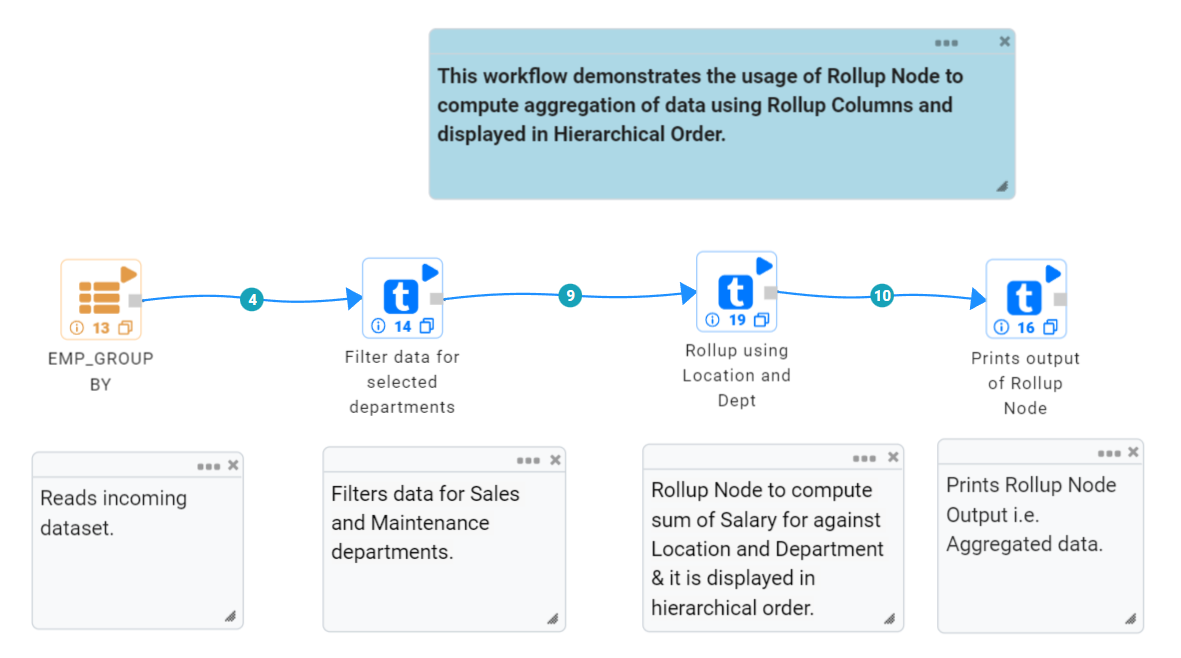 This workflow demonstrates the usage of Rollup Node to
compute aggregation of data using Rollup Columns and
displayed in Hierarchical Order.
4
9
10
13
t
14
t
19
t
16
EMP_GROUP
BY
Filter data for
selected
departments
Rollup using
Location and
Dept
Prints output
of Rollup
Node
Reads incoming
dataset.
Filters data for Sales
and Maintenance
departments.
Rollup Node to compute
sum of Salary for against
Location and Department
& it is displayed in
hierarchical order.
Prints Rollup Node
Output i.e.
Aggregated data.